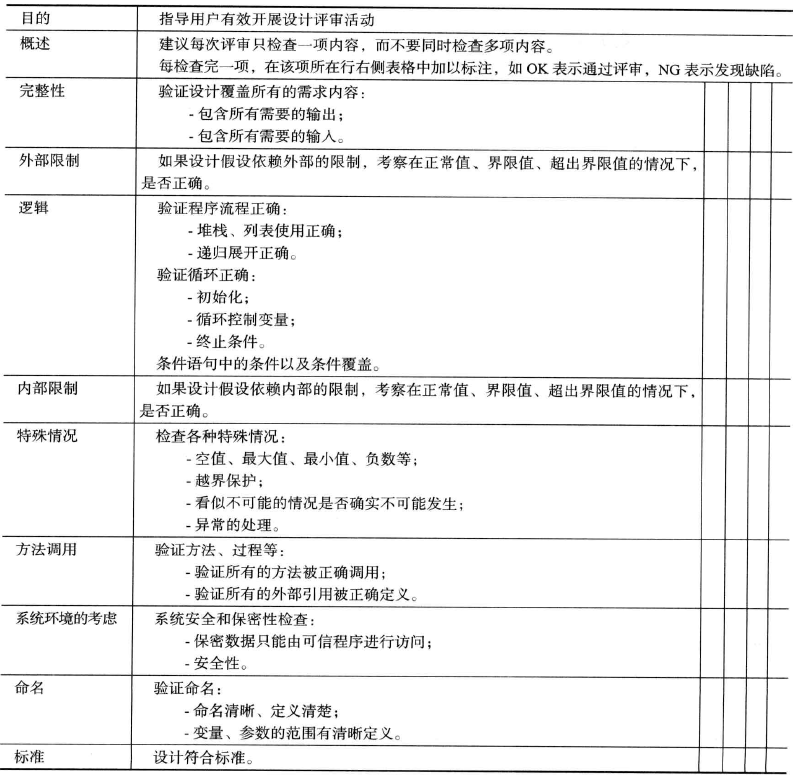 目的 指导用户有效开展设计评审活动
概述 建议每次评审只检查一项内容，而不要同时检查多项内容。
每检查完一项，在该项所在行右侧表格中加以标注，如 OK 表示通过评审，NG 表示发现缺陷。
完整性 验证设计覆盖所有的需求内容：
- 包含所有需要的输出；
- 包含所有需要的输入。
外部限制 如果设计假设依赖外部的限制，考察在正常值、界限值、超出界限值的情况下，
是否正确。
逻辑 验证程序流程正确：
- 堆栈、列表使用正确；
- 递归展开正确。
验证循环正确：
- 初始化；
- 循环控制变量；
- 终止条件。
条件语句中的条件以及条件覆盖。
内部限制 如果设计假设依赖内部的限制，考察在正常值、界限值、超出界限值的情况下，
是否正确。
特殊情况 检查各种特殊情况：
- 空值、最大值、最小值、负数等；
- 越界保护；
- 看似不可能的情况是否确实不可能发生；
- 异常的处理。
方法调用 验证方法、过程等：
- 验证所有的方法被正确调用；
- 验证所有的外部引用被正确定义。
系统环境的考虑 系统安全和保密性检查：
- 保密数据只能由可信程序进行访问；
- 安全性。
命名 验证命名：
- 命名清晰、定义清楚；
- 变量、参数的范围有清晰定义。
标准 设计符合标准。